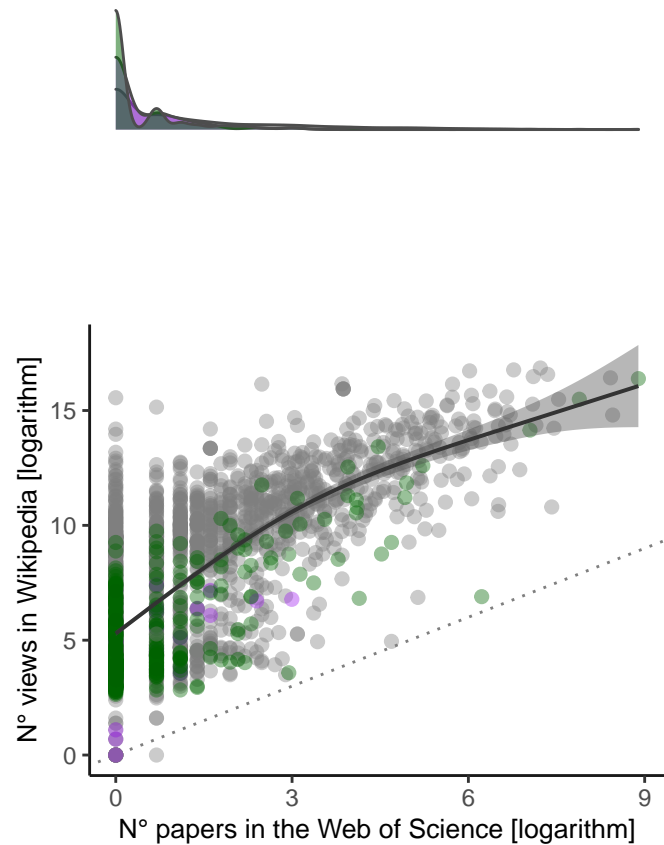 15
10
5
0
0 3 6 9
N° views in Wikipedia [logarithm]
N° papers in the Web of Science [logarithm]